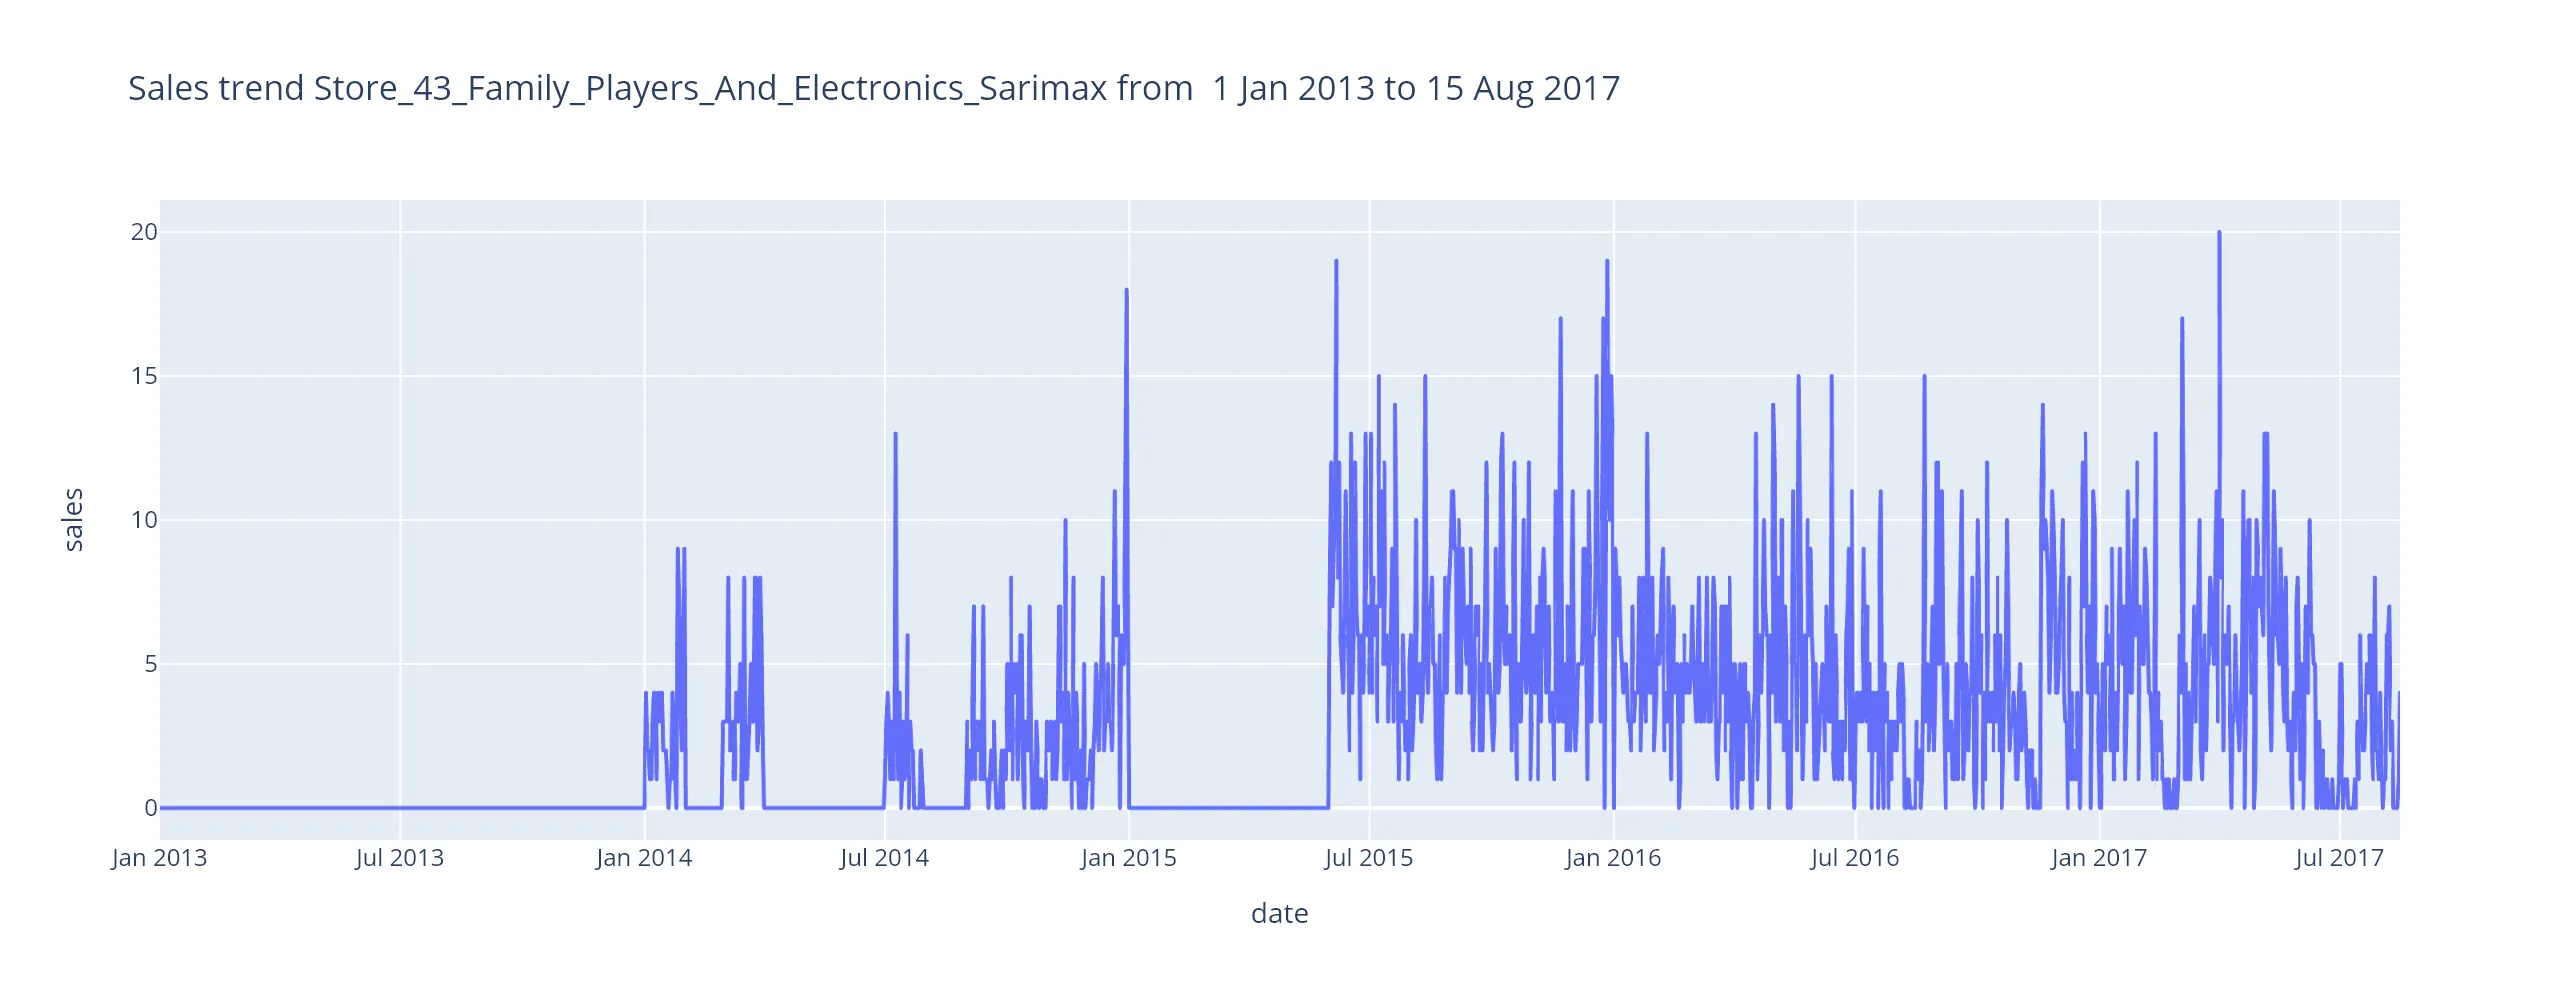 Sales trend Store_43_Family_Players_And_Electronics_Sarimax from  1 Jan 2013 to 15 Aug 2017
20
15
10
5
0
sales
Jan 2013 Jul 2013 Jan 2014 Jul 2014 Jan 2015 Jul 2015 Jan 2016 Jul 2016 Jan 2017 Jul 2017
date